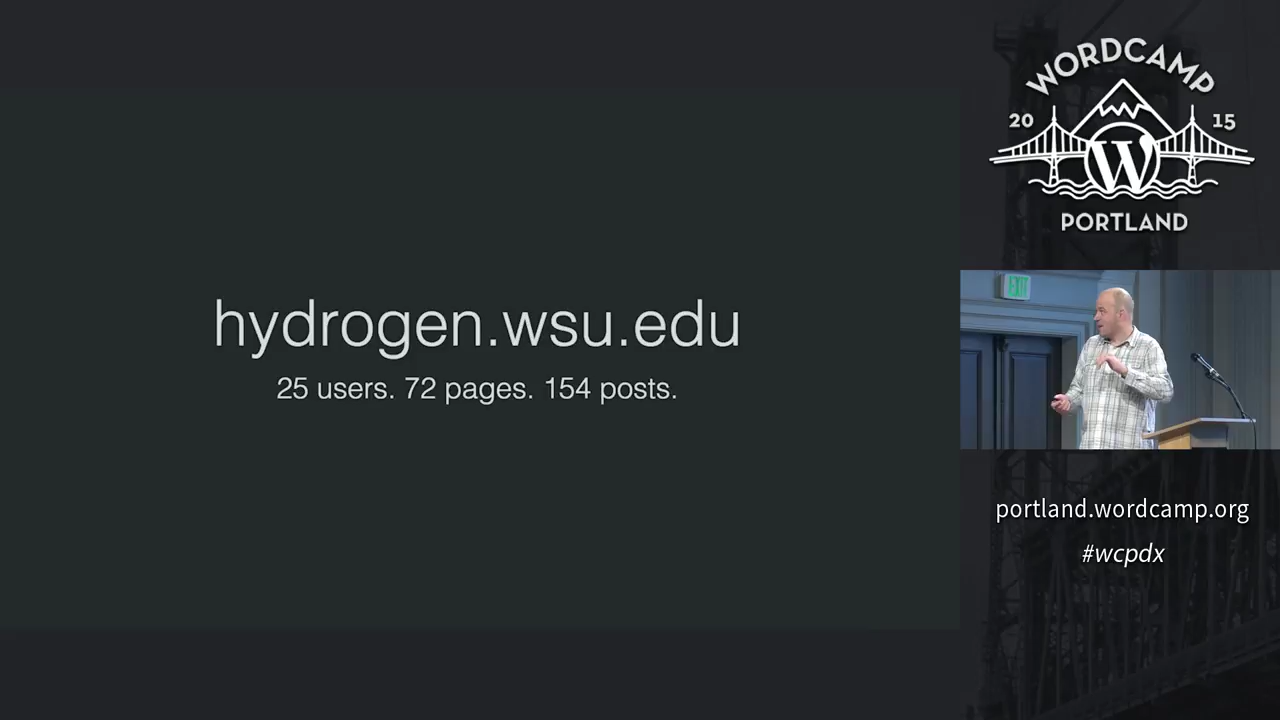 hydrogen.wsu.edu
25 users. 72 pages. 154 posts.
WORDCAMP
20 15
W
PORTLAND
EXIT
portland.wordcamp.org
#wcpdx